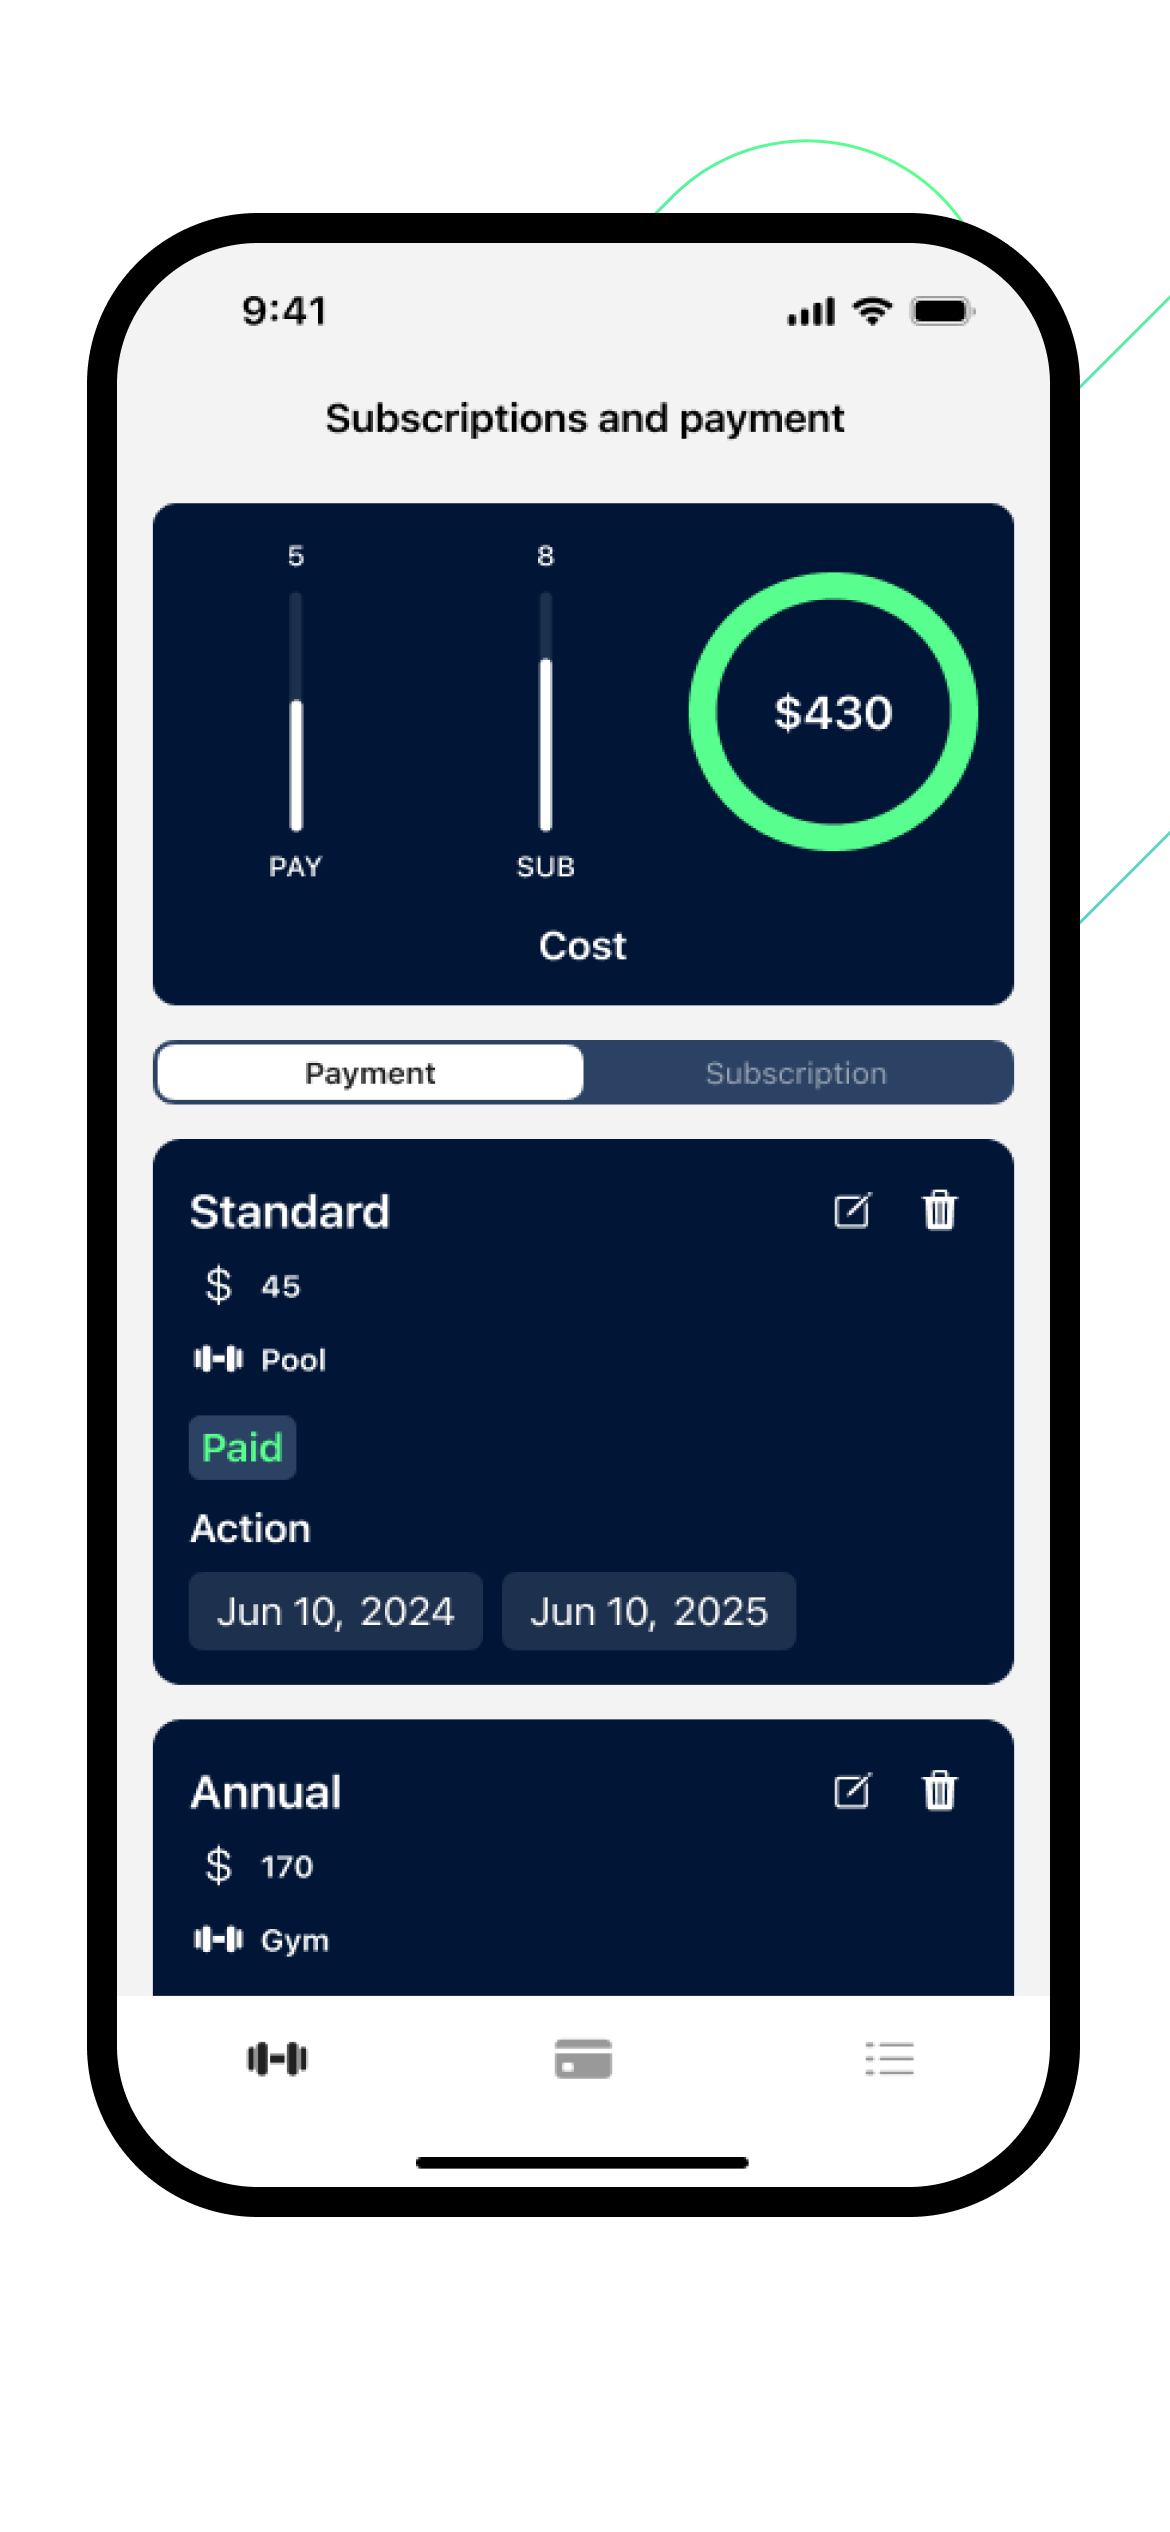 9:41
Subscriptions and payment
5
8
$430
PAY
SUB
Cost
Payment
Subscription
Standard
$ 45
Pool
Paid
Action
Jun 10, 2024
Jun 10, 2025
Annual
$ 170
Gym